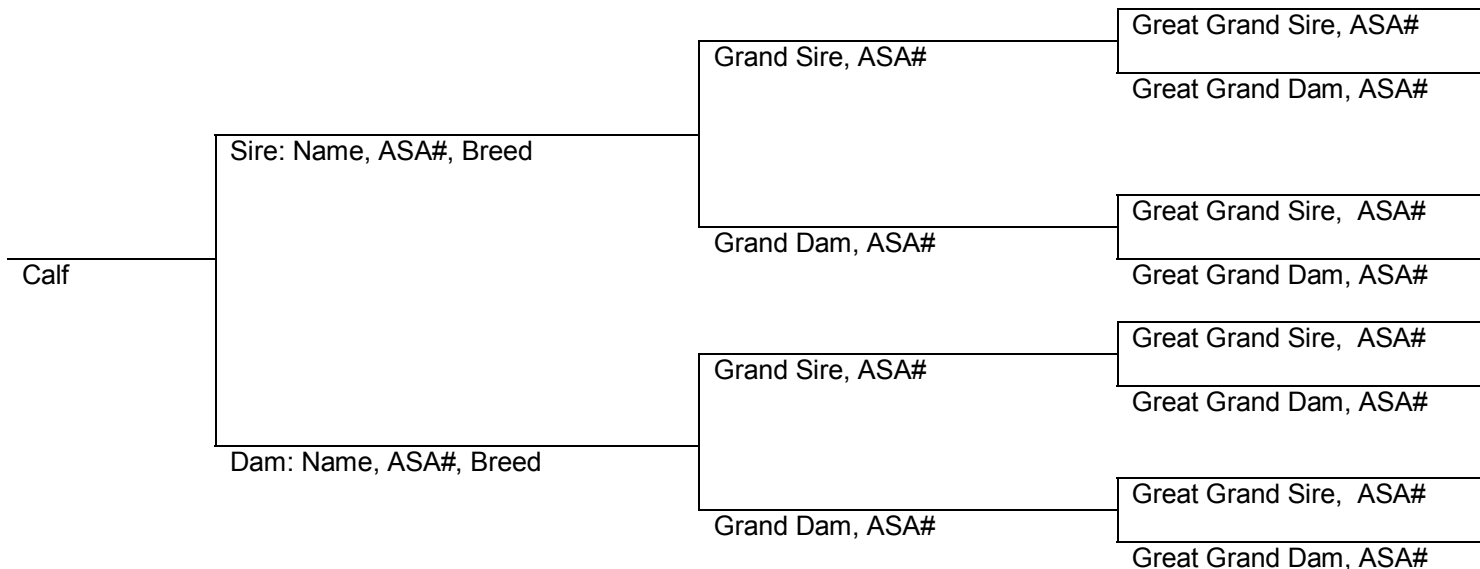 Great Grand Sire, ASA#
Grand Sire, ASA#
Great Grand Dam, ASA#
Sire: Name, ASA#, Breed
Great Grand Sire,  ASA#
Grand Dam, ASA#
Calf
Great Grand Dam, ASA#
Great Grand Sire,  ASA#
Grand Sire, ASA#
Great Grand Dam, ASA#
Dam: Name, ASA#, Breed
Great Grand Sire,  ASA#
Grand Dam, ASA#
Great Grand Dam, ASA#